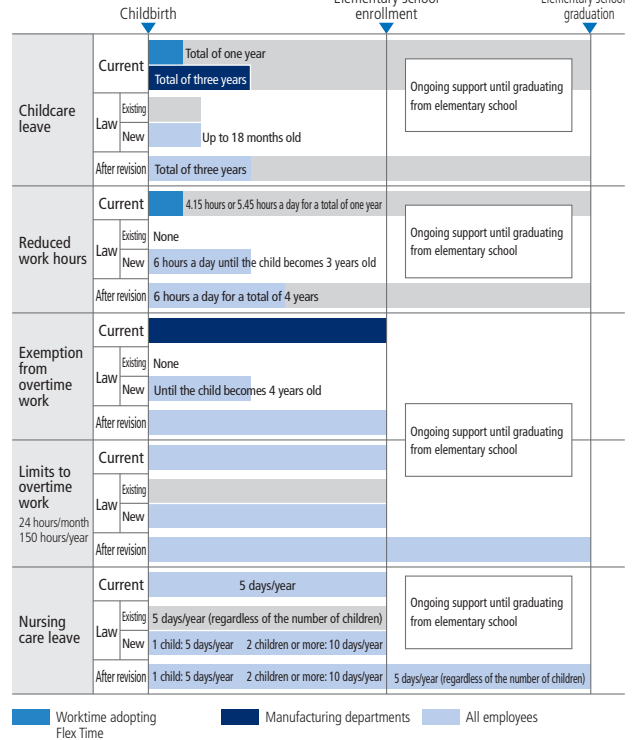 Elementary school
Elementary school
Childbirth
enrollment
graduation
Childcare
leave
Current
Total of one year
Total of three years
Ongoing support until graduating
from elementary school
Law
Existing
New
Up to 18 months old
After revision
Total of three years
Reduced
work hours
Current
4.15 hours or 5.45 hours a day for a total of one year
Ongoing support until graduating
from elementary school
Law
Existing
None
New
6 hours a day until the child becomes 3 years old
After revision
6 hours a day for a total of 4 years
Exemption
from
overtime
work
Current
Law
Existing
None
New
Until the child becomes 4 years old
After revision
Ongoing support until graduating
from elementary school
Limits to
overtime
work
24 hours/month
150 hours/year
Current
Law
Existing
New
After revision
Nursing
care leave
Current
5 days/year
Ongoing support until graduating
from elementary school
Law
Existing
5 days/year (regardless of the number of children)
New
1 child: 5 days/year 2 children or more: 10 days/year
After revision
1 child: 5 days/year 2 children or more: 10 days/year
5 days/year (regardless of the number of children)
Worktime adopting
Flex Time
Manufacturing departments
All employees